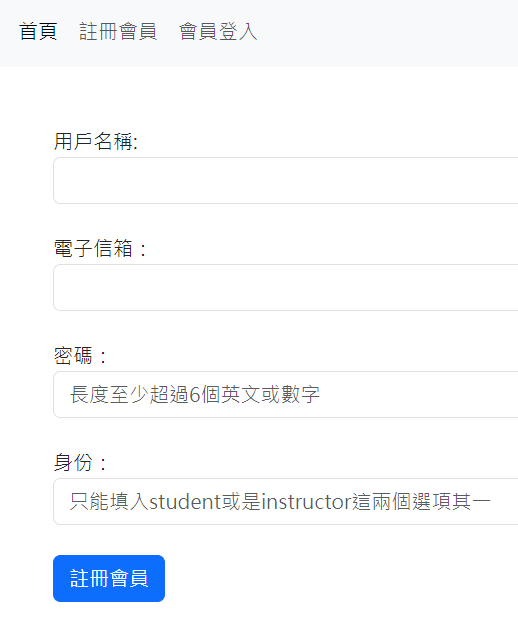 首頁 註冊會員 會員登入
用戶名稱:
電子信箱：
密碼：
長度至少超過6個英文或數字
身份：
只能填入student或是instructor這兩個選項其一
註冊會員